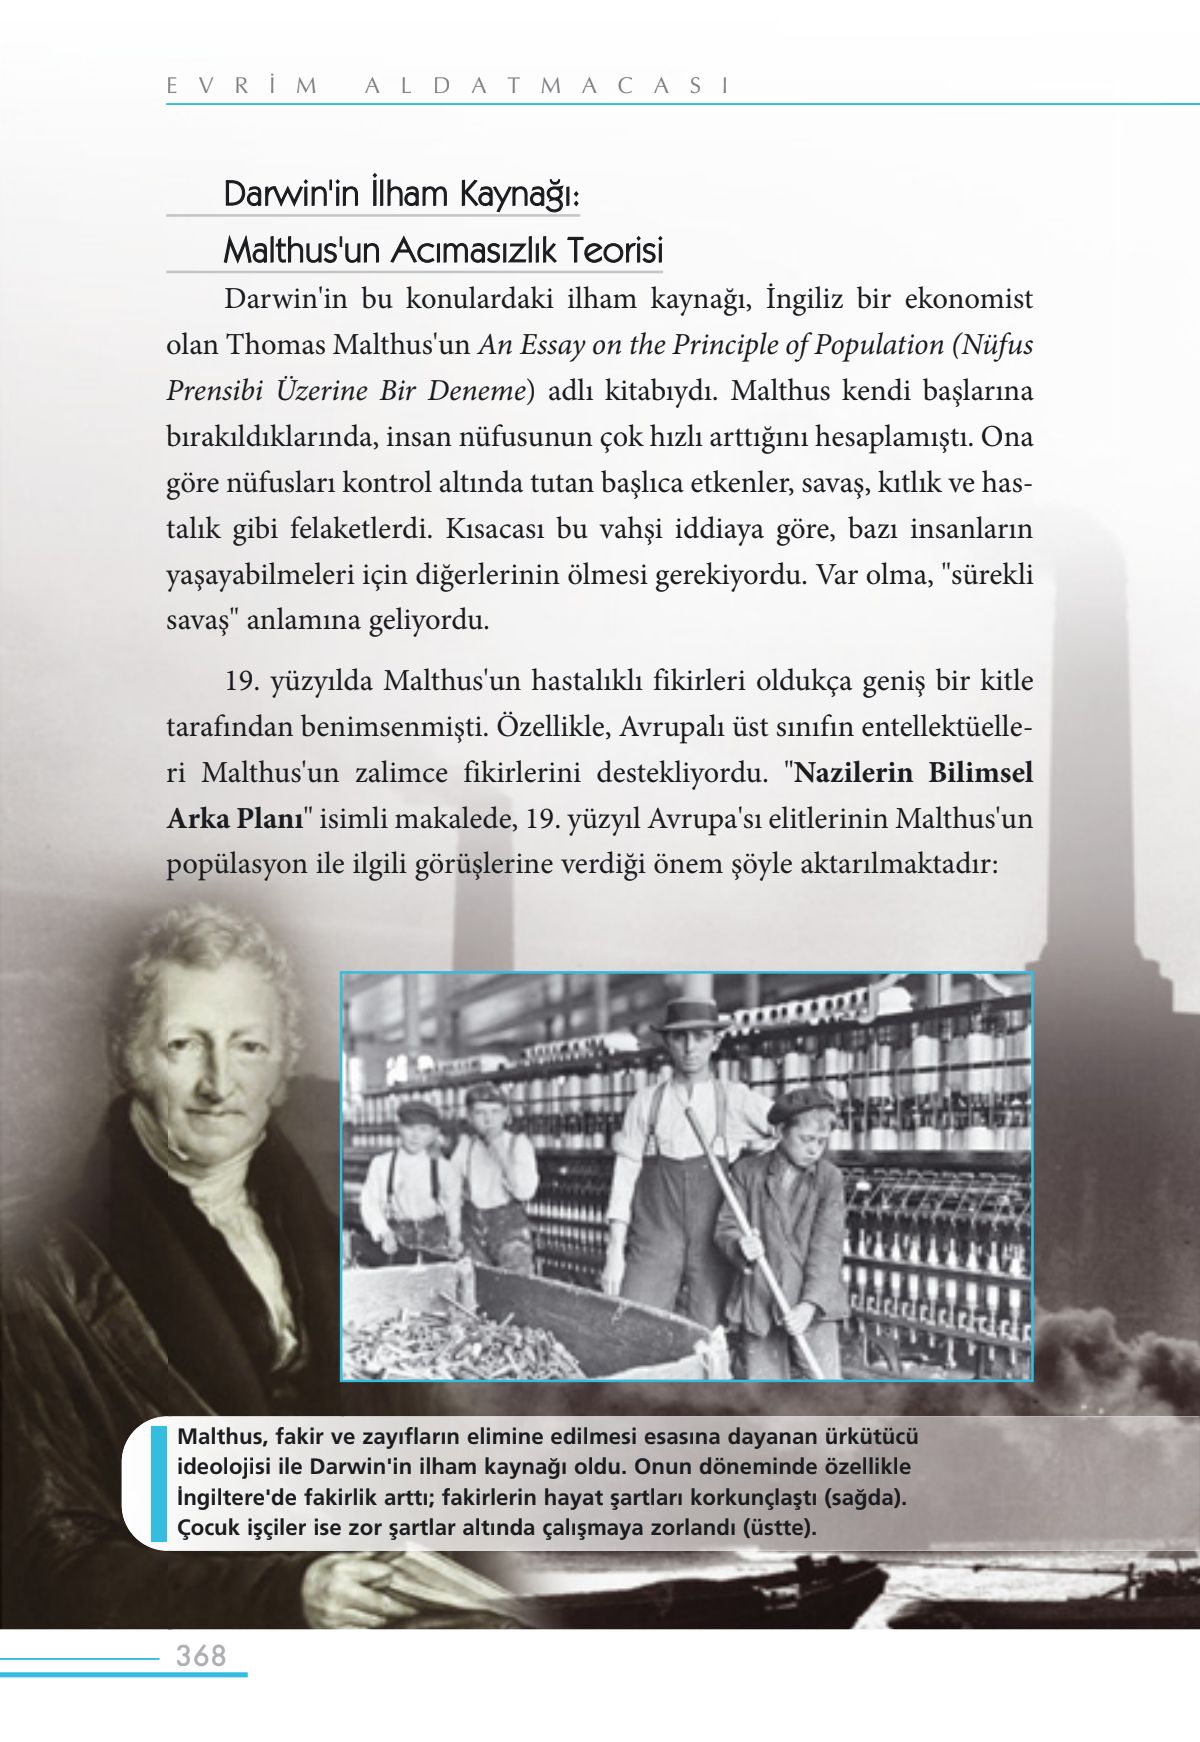 EVRİM ALDATMACASI
Darwin'in İlham Kaynağı:
Malthus'un Acımasızlık Teorisi
Darwin'in bu konulardaki ilham kaynağı, İngiliz bir ekonomist
olan Thomas Malthus'un An Essay on the Principle of Population (Nüfus
Prensibi Üzerine Bir Deneme) adlı kitabıydı. Malthus kendi başlarına
bırakıldıklarında, insan nüfusunun çok hızlı arttığını hesaplamıştı. Ona
göre nüfusları kontrol altında tutan başlıca etkenler, savaş, kıtlık ve has-
talık gibi felaketlerdi. Kısacası bu vahşi iddiaya göre, bazı insanların
yaşayabilmeleri için diğerlerinin ölmesi gerekiyordu. Var olma, "sürekli
savaş" anlamına geliyordu.
19. yüzyılda Malthus'un hastalıklı fikirleri oldukça geniş bir kitle
tarafından benimsenmişti. Özellikle, Avrupalı üst sınıfın entellektüelle-
ri Malthus'un zalimce fikirlerini destekliyordu. "Nazilerin Bilimsel
Arka Planı" isimli makalede, 19. yüzyıl Avrupa'sı elitlerinin Malthus'un
popülasyon ile ilgili görüşlerine verdiği önem şöyle aktarılmaktadır:
Malthus, fakir ve zayıfların elimine edilmesi esasına dayanan ürkütücü
ideolojisi ile Darwin'in ilham kaynağı oldu. Onun döneminde özellikle
İngiltere'de fakirlik arttı; fakirlerin hayat şartları korkunçlaştı (sağda).
Çocuk işçiler ise zor şartlar altında çalışmaya zorlandı (üstte).
368